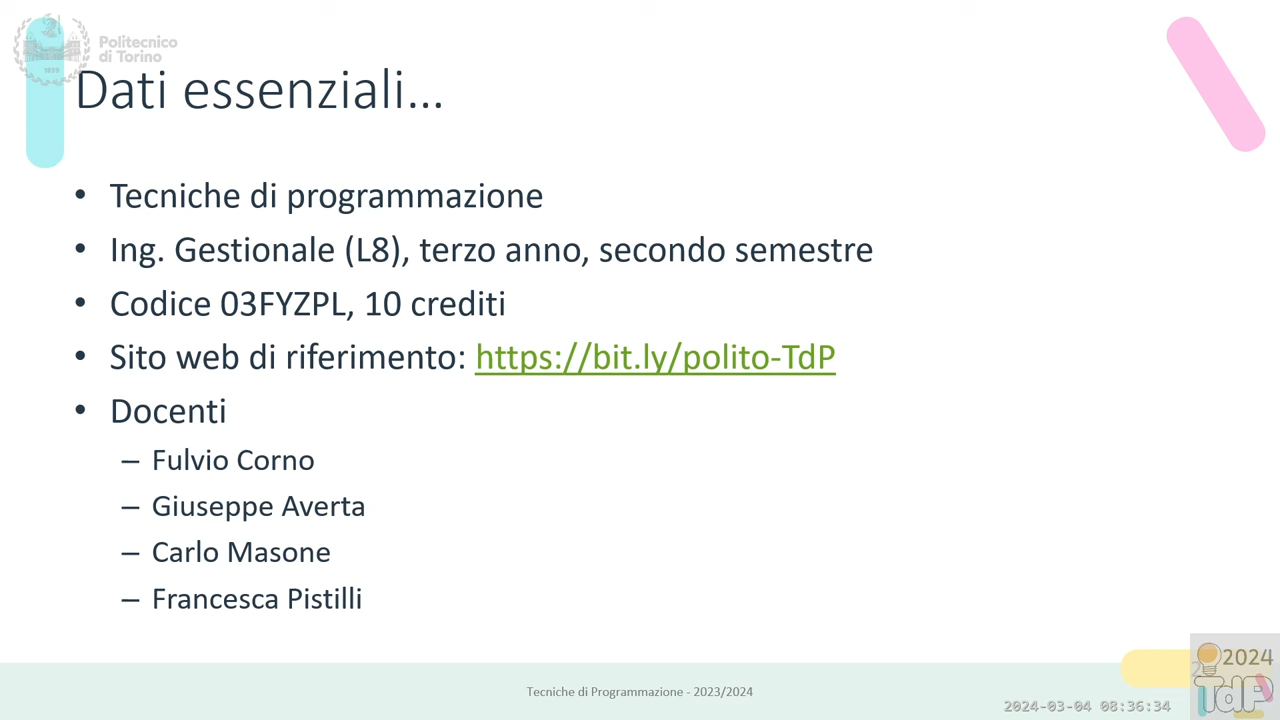 Politecnico
di Torino
1859
Dati essenziali...
• Tecniche di programmazione
• Ing. Gestionale (L8), terzo anno, secondo semestre
• Codice 03FYZPL, 10 crediti
• Sito web di riferimento: https://bit.ly/polito-TdP
• Docenti
– Fulvio Corno
– Giuseppe Averta
– Carlo Masone
– Francesca Pistilli
Tecniche di Programmazione - 2023/2024
2024-03-04 08:36:34
2024
TdP